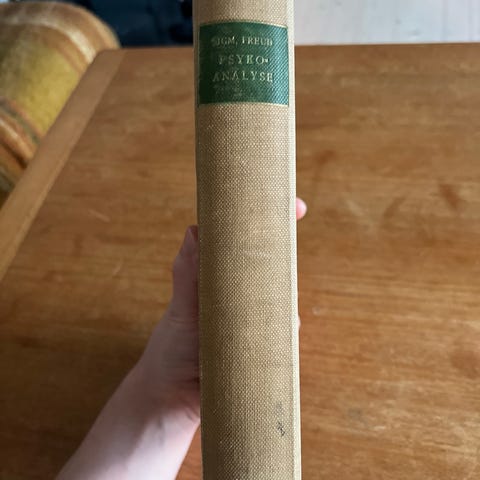 SIGM. FREUD
PSYKO-
ANALYSE